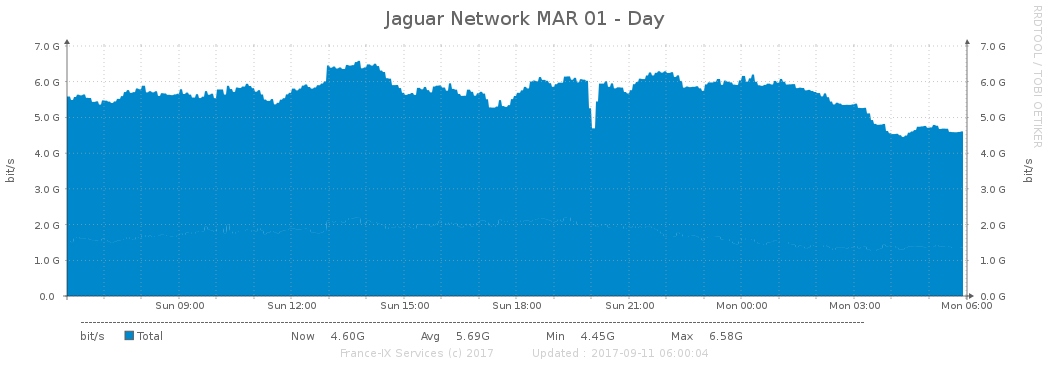 Jaguar Network MAR 01 - Day
RRDTOOL / TOBI OETIKER
7.0 G 7.0 G
6.0 G 6.0 G
5.0 G 5.0 G
4.0 G 4.0 G
3.0 G 3.0 G
2.0 G 2.0 G
1.0 G 1.0 G
0.0 0.0 G
bit/s bit/s
Sun 09:00 Sun 12:00 Sun 15:00 Sun 18:00 Sun 21:00 Mon 00:00 Mon 03:00 Mon 06:00
bit/s Total Now 4.60G Avg 5.69G Min 4.45G Max 6.58G
France-IX Services (c) 2017 Updated : 2017-09-11 06:00:04